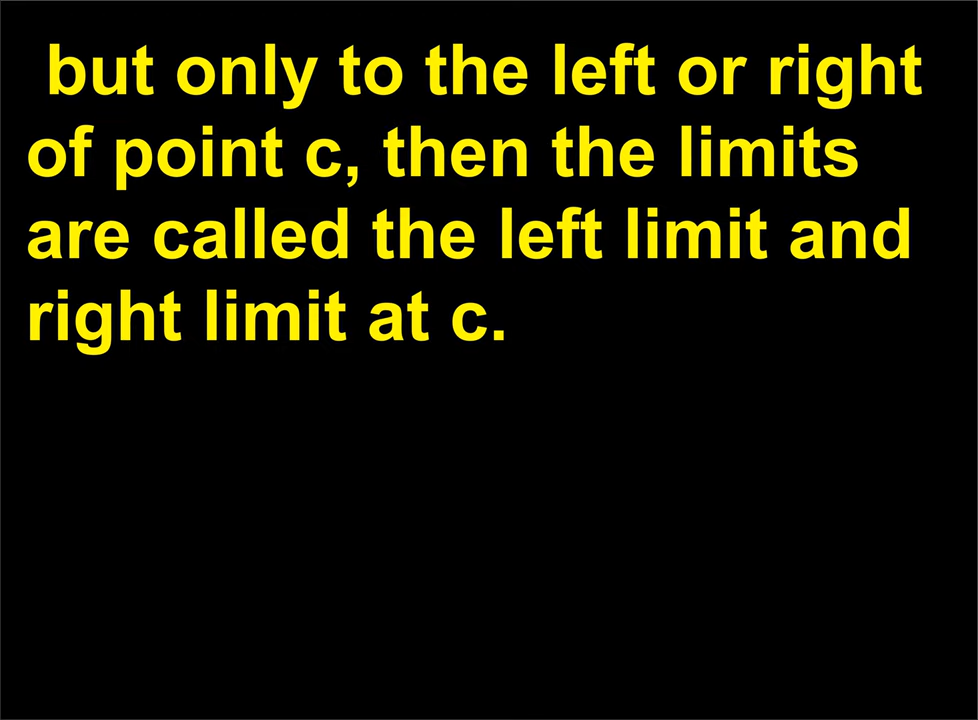 but only to the left or right
of point c, then the limits
are called the left limit and
right limit at c.